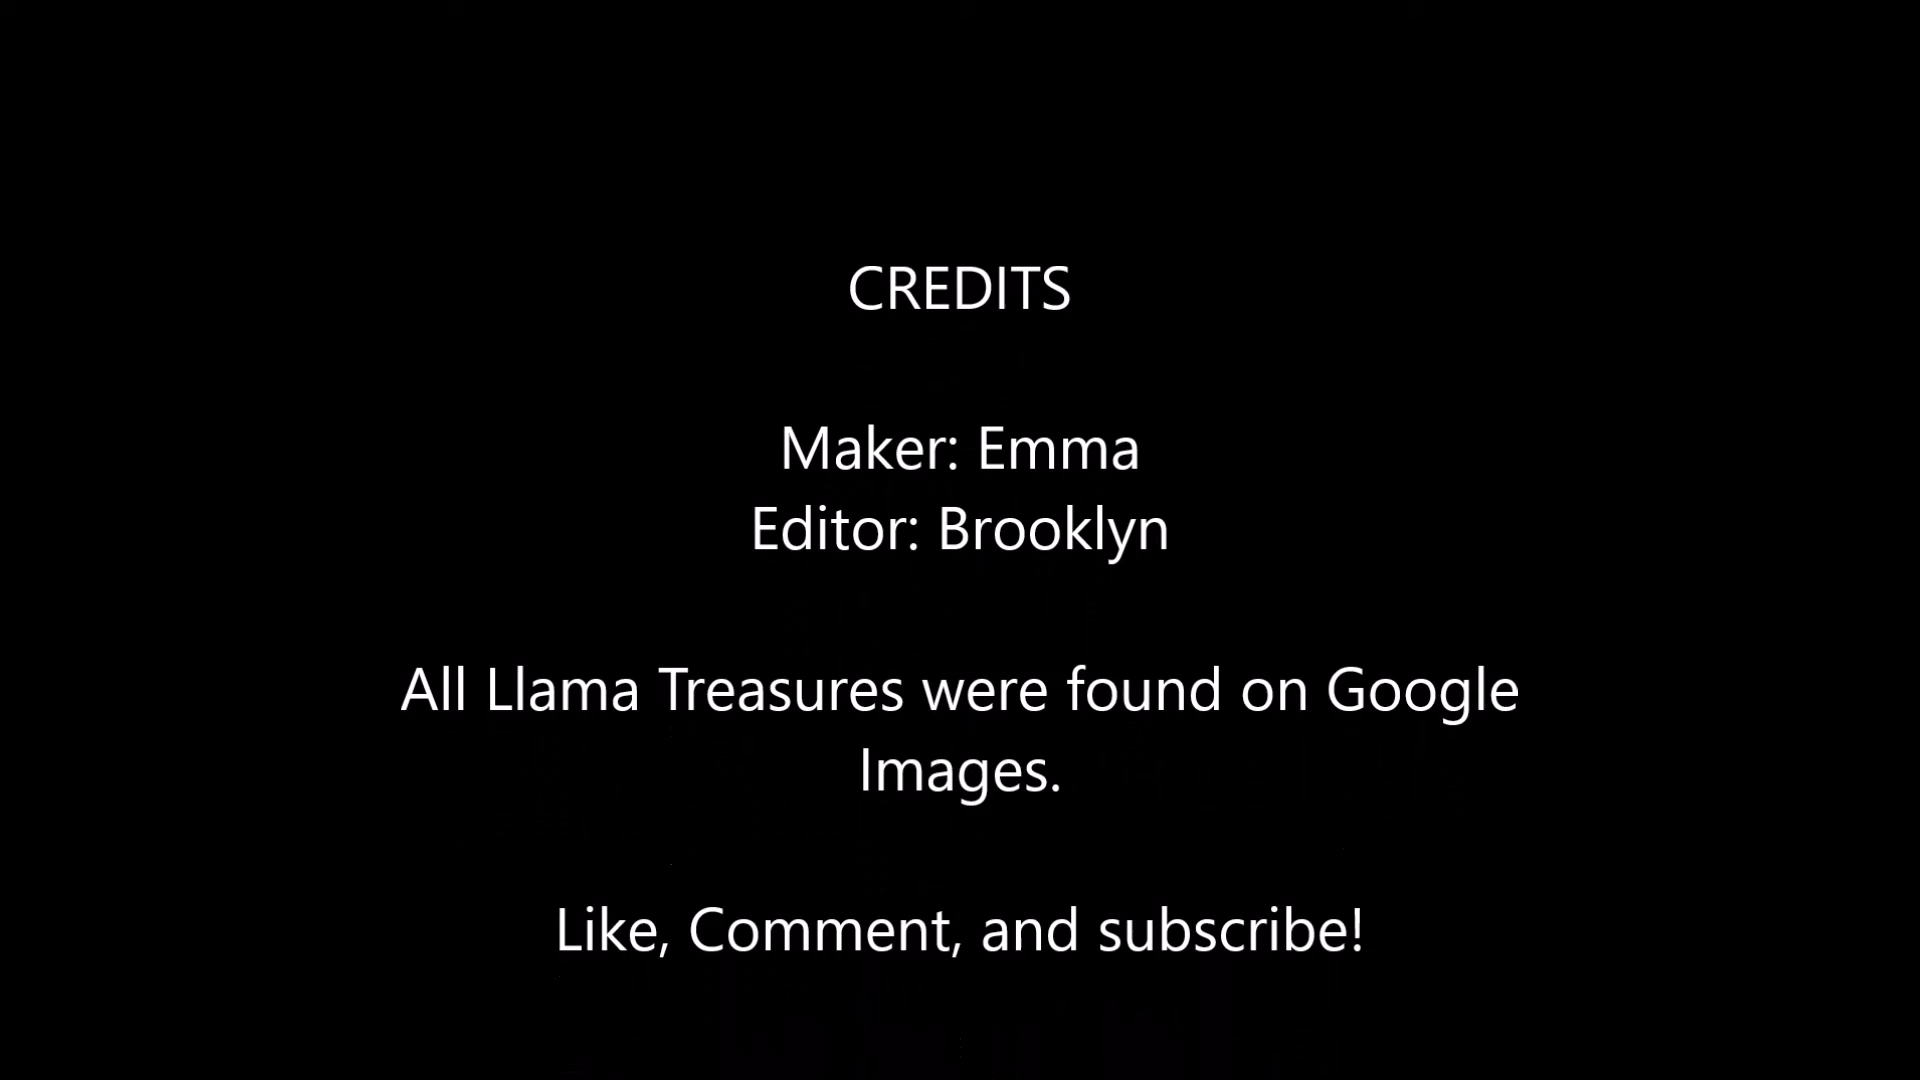 CREDITS
Maker: Emma
Editor: Brooklyn
All Llama Treasures were found on Google
Images.
Like, Comment, and subscribe!